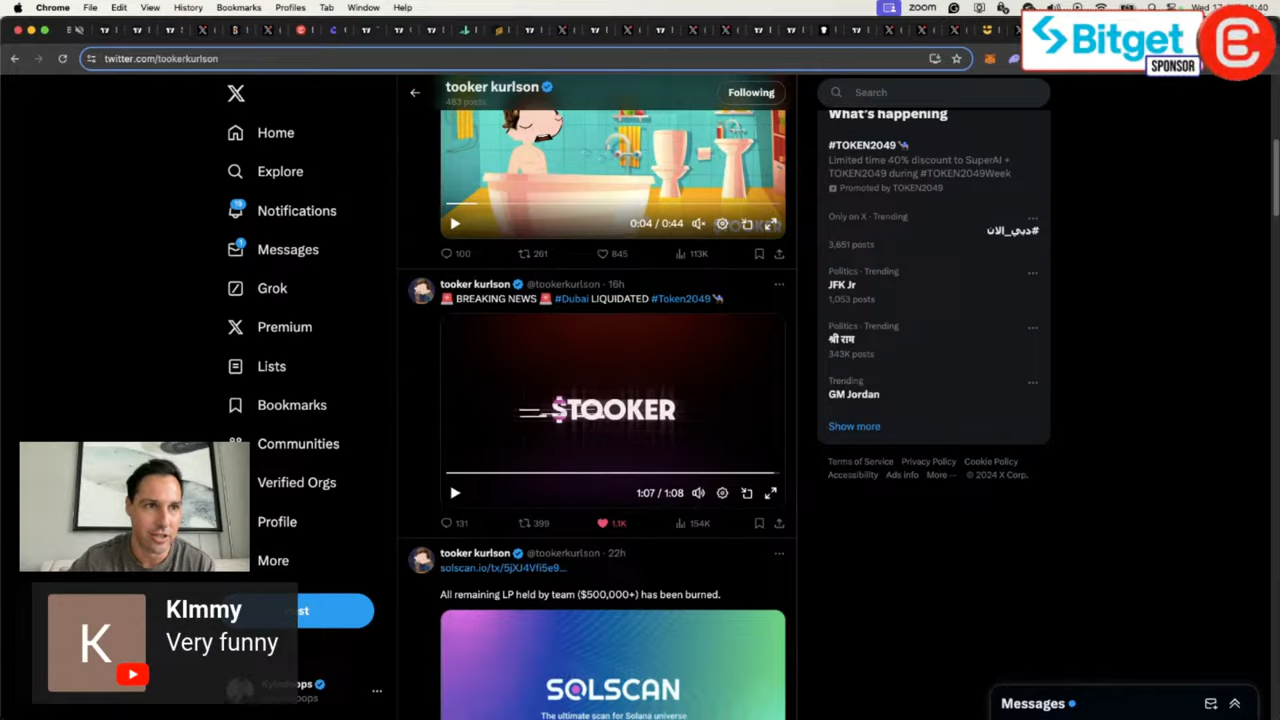 Chrome File Edit View History Bookmarks Profiles Tab Window Help
zoom
Wed 17
:40
Bitget
SPONSOR
twitter.com/tookerkurlson
tooker kurlson
483 posts
Following
Search
Home
Explore
19
Notifications
1
Messages
Grok
Premium
Lists
Bookmarks
Communities
Verified Orgs
Profile
More
0:04 / 0:44
100 261 845 113K
tooker kurlson @tookerkurlson · 16h
🚨 BREAKING NEWS 🚨 #Dubai LIQUIDATED #Token2049🐪
$TOOKER
1:07 / 1:08
131 399 1.1K 154K
tooker kurlson @tookerkurlson · 22h
solscan.io/tx/5jXJ4Vfi5e9...
All remaining LP held by team ($500,000+) has been burned.
SOLSCAN
The ultimate scan for Solana universe
What's happening
#TOKEN2049🐪
Limited time 40% discount to SuperAI +
TOKEN2049 during #TOKEN2049Week
Promoted by TOKEN2049
Only on X · Trending
#دبي_الان
3,651 posts
Politics · Trending
JFK Jr
1,053 posts
Politics · Trending
श्री राम
343K posts
Trending
GM Jordan
Show more
Terms of Service Privacy Policy Cookie Policy
Accessibility Ads info More ··· © 2024 X Corp.
K
KImmy
Very funny
Messages